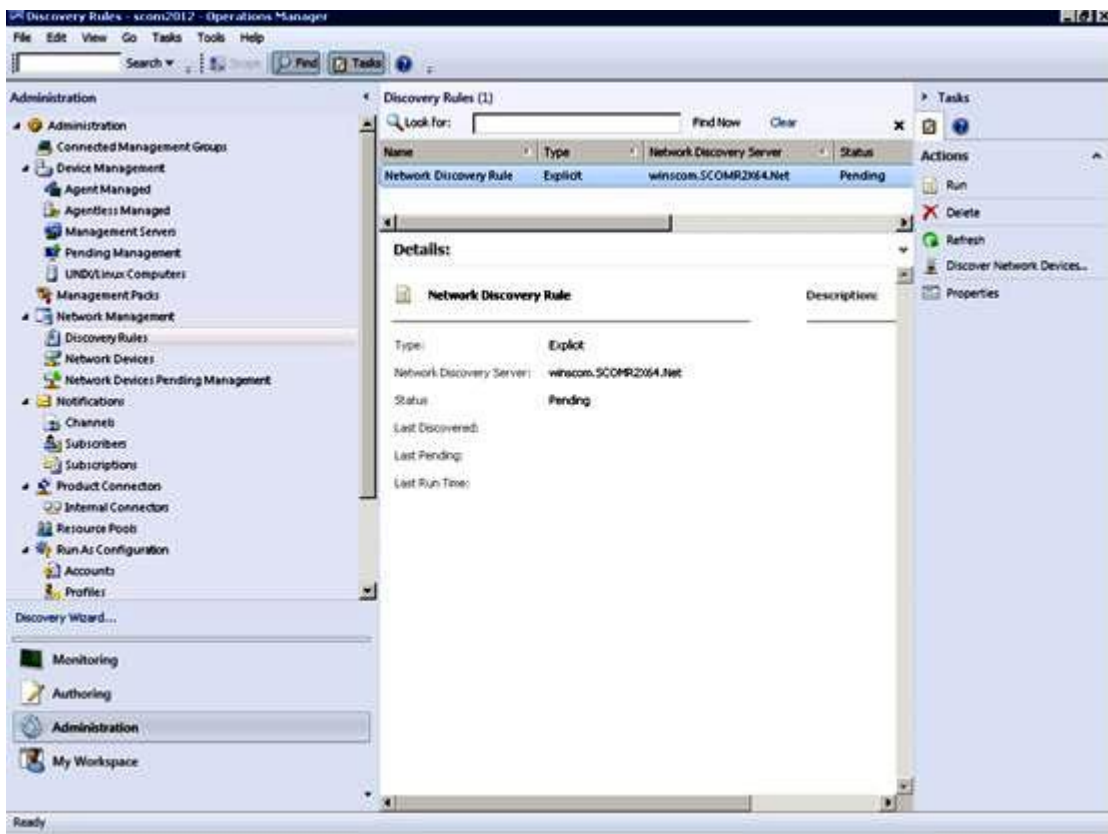 Discovery Rules - scom2012 - Operations Manager
File Edit View Go Tasks Tools Help
Search Find Tasks
Administration
Administration
Connected Management Groups
Device Management
Agent Managed
Agentless Managed
Management Servers
Pending Management
UNIX/Linux Computers
Management Packs
Network Management
Discovery Rules
Network Devices
Network Devices Pending Management
Notifications
Channels
Subscribers
Subscriptions
Product Connectors
Internal Connectors
Resource Pools
Run As Configuration
Accounts
Profiles
Discovery Wizard...
Monitoring
Authoring
Administration
My Workspace
Ready
Discovery Rules (1)
Look for: Find Now Clear
Name Type Network Discovery Server Status
Network Discovery Rule Explicit winscom.SCOMR2X64.Net Pending
Details:
Network Discovery Rule Description:
Type: Explicit
Network Discovery Server: winscom.SCOMR2X64.Net
Status Pending
Last Discovered:
Last Pending:
Last Run Time:
Tasks
Actions
Run
Delete
Refresh
Discover Network Devices...
Properties